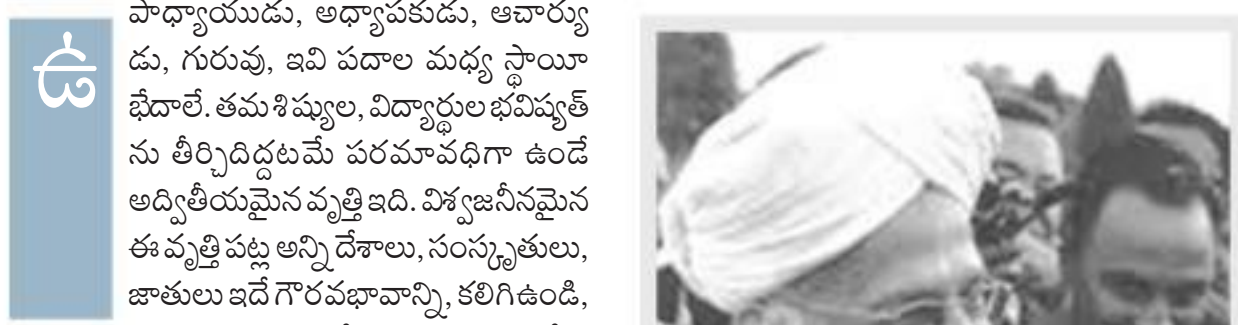 ఉ
పాధ్యాయుడు, అధ్యాపకుడు, ఆచార్యు
డు, గురువు, ఇవి పదాల మధ్య స్థాయీ
భేదాలే. తమ శిష్యుల, విద్యార్థుల భవిష్యత్
ను తీర్చిదిద్దటమే పరమావధిగా ఉండే
అద్వితీయమైన వృత్తి ఇది. విశ్వజనీనమైన
ఈ వృత్తి పట్ల అన్ని దేశాలు, సంస్కృతులు,
జాతులు ఇదే గౌరవభావాన్ని, కలిగి ఉండి,